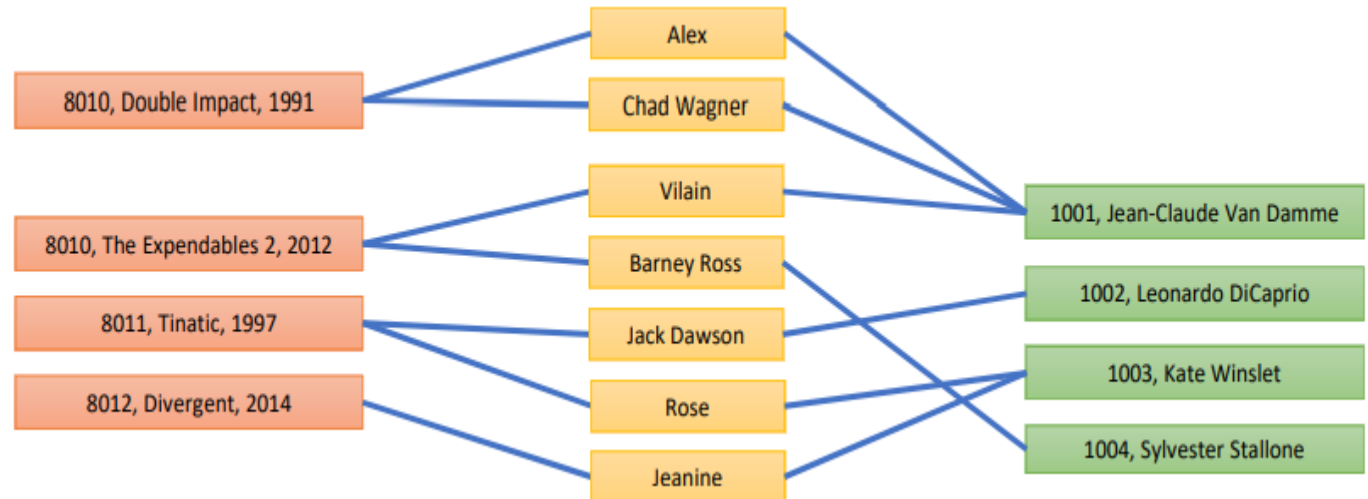 8010, Double Impact, 1991
8010, The Expendables 2, 2012
8011, Tinatic, 1997
8012, Divergent, 2014
Alex
Chad Wagner
Vilain
Barney Ross
Jack Dawson
Rose
Jeanine
1001, Jean-Claude Van Damme
1002, Leonardo DiCaprio
1003, Kate Winslet
1004, Sylvester Stallone